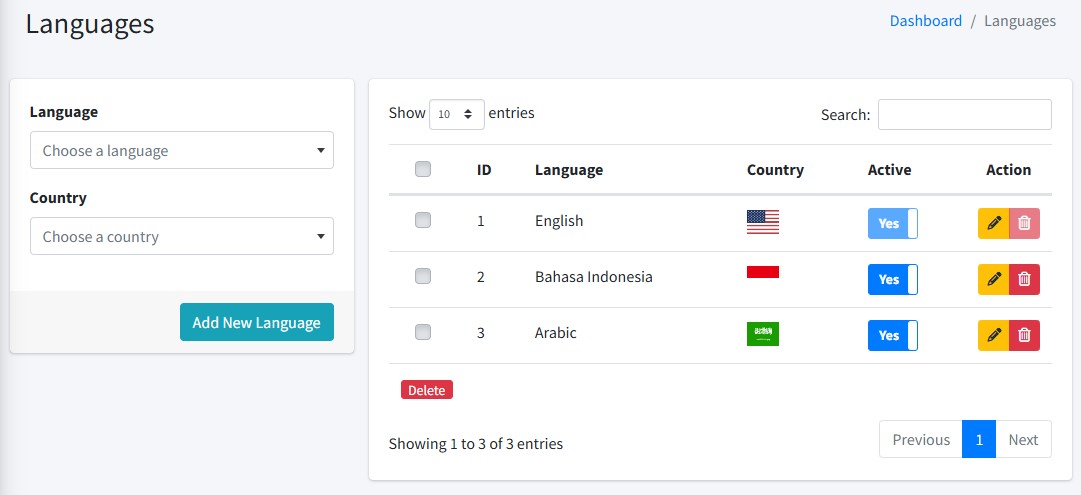 Languages
Dashboard / Languages
Language
Choose a language
Country
Choose a country
Add New Language
Show 10 entries
Search:
ID Language Country Active Action
1 English Yes
2 Bahasa Indonesia Yes
3 Arabic Yes
Delete
Showing 1 to 3 of 3 entries
Previous 1 Next